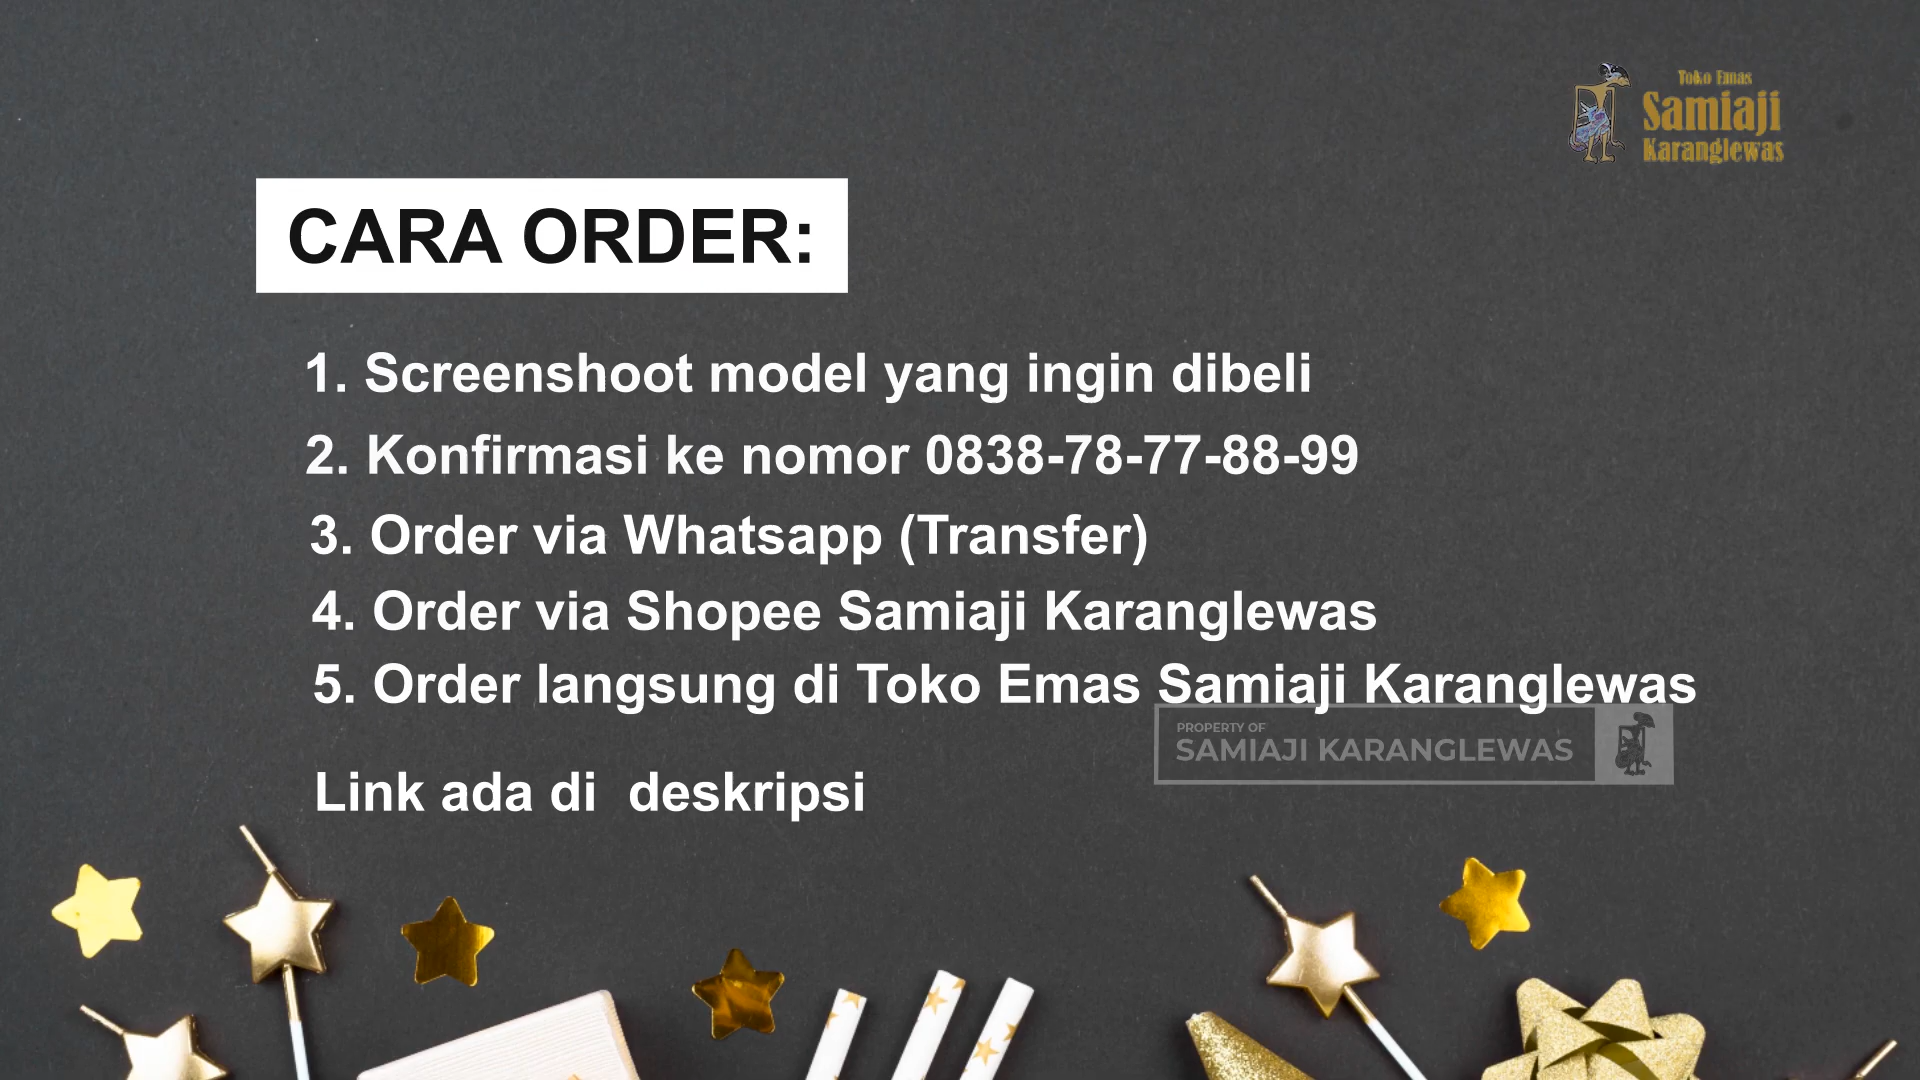 Toko Emas
Samiaji
Karanglewas
CARA ORDER:
1. Screenshoot model yang ingin dibeli
2. Konfirmasi ke nomor 0838-78-77-88-99
3. Order via Whatsapp (Transfer)
4. Order via Shopee Samiaji Karanglewas
5. Order langsung di Toko Emas Samiaji Karanglewas
PROPERTY OF
SAMIAJI KARANGLEWAS
Link ada di  deskripsi